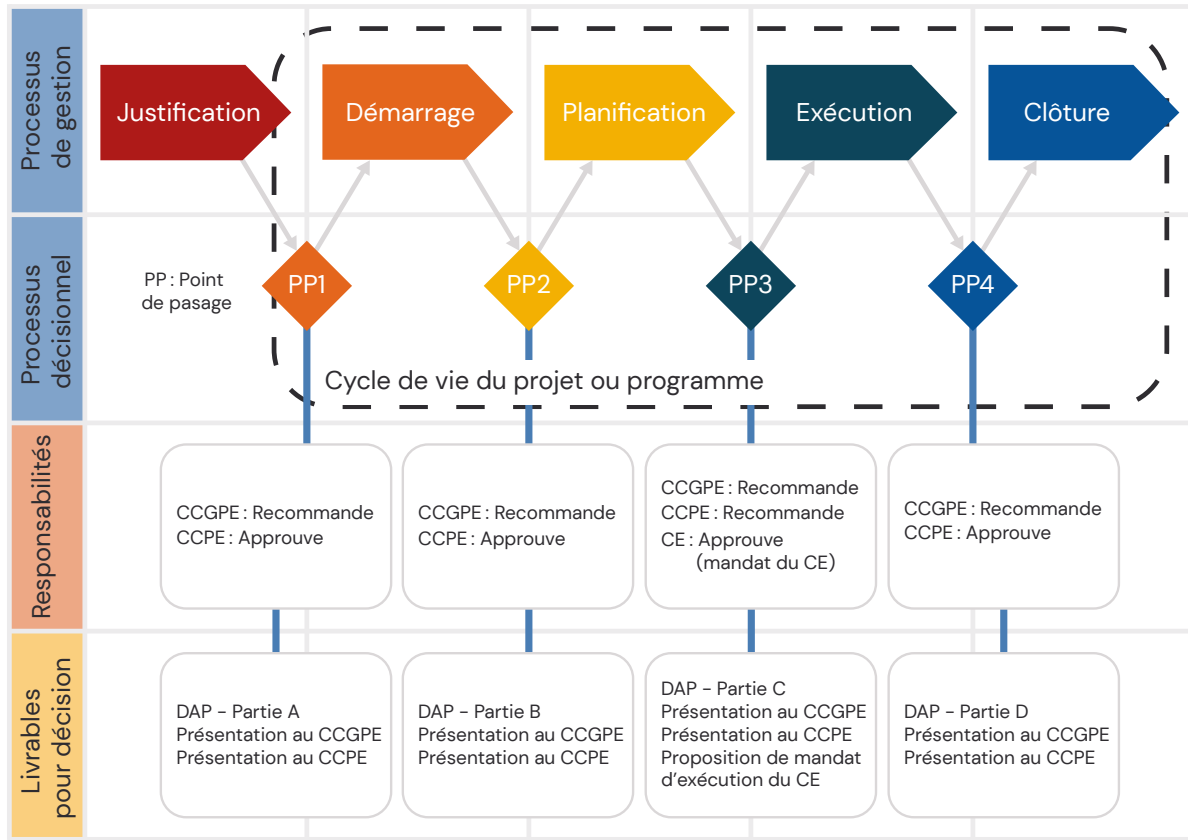 Processus
de gestion
Justification
Démarrage
Planification
Exécution
Clôture
Processus
décisionnel
PP : Point
de pasage
PP1
PP2
PP3
PP4
Cycle de vie du projet ou programme
Responsabilités
CCGPE : Recommande
CCPE : Approuve
CCGPE : Recommande
CCPE : Approuve
CCGPE : Recommande
CCPE : Recommande
CE : Approuve
(mandat du CE)
CCGPE : Recommande
CCPE : Approuve
Livrables
pour décision
DAP – Partie A
Présentation au CCGPE
Présentation au CCPE
DAP – Partie B
Présentation au CCGPE
Présentation au CCPE
DAP – Partie C
Présentation au CCGPE
Présentation au CCPE
Proposition de mandat
d’exécution du CE
DAP – Partie D
Présentation au CCGPE
Présentation au CCPE